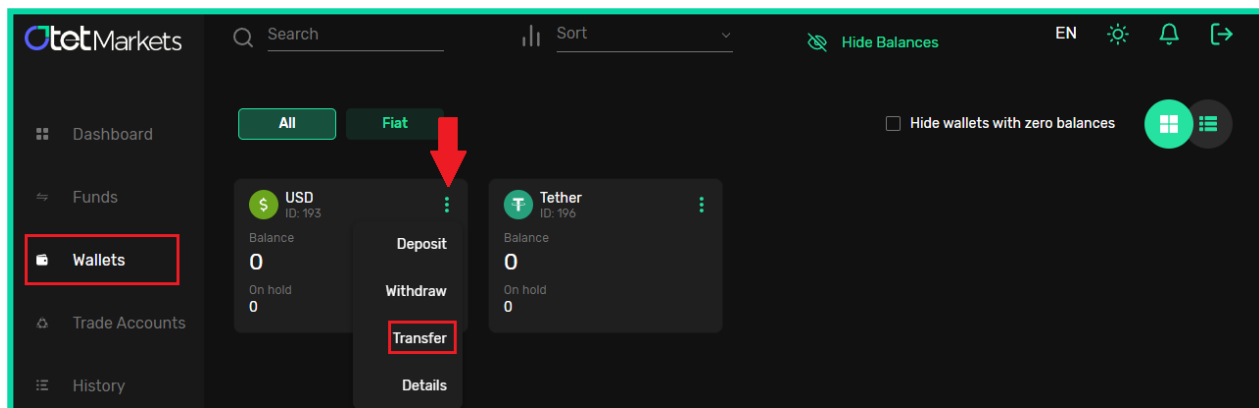 OtetMarkets
Search
Sort
Hide Balances
EN
Dashboard
Funds
Wallets
Trade Accounts
History
All
Fiat
Hide wallets with zero balances
$ USD
ID: 193
Balance
0
On hold
0
Deposit
Withdraw
Transfer
Details
Tether
ID: 196
Balance
0
On hold
0